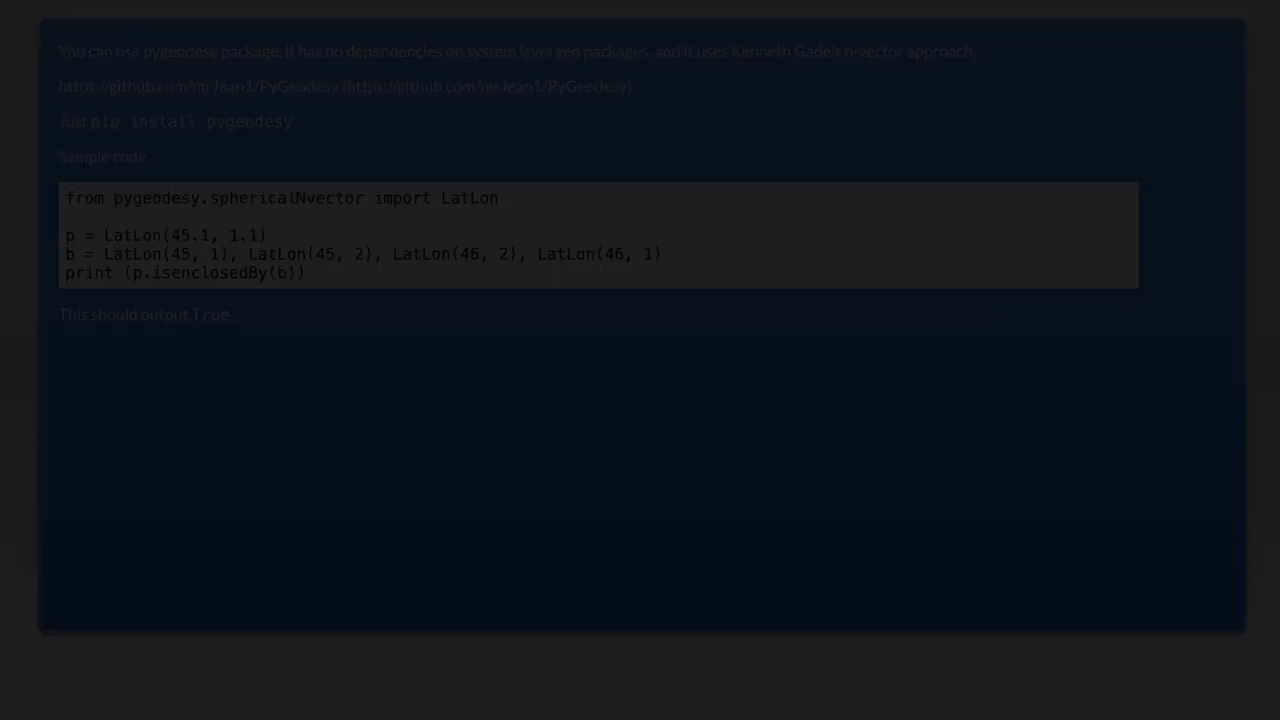 You can use pygeodesy package. It has no dependencies on system level geo packages, and it uses Kenneth Gade's n-vector approach
https://github.com/mrJean1/PyGeodesy (https://github.com/mrJean1/PyGeodesy)
Just pip install pygeodesy
Sample code
from pygeodesy.sphericalNvector import LatLon
p = LatLon(45.1, 1.1)
b = LatLon(45, 1), LatLon(45, 2), LatLon(46, 2), LatLon(46, 1)
print (p.isenclosedBy(b))
This should output True